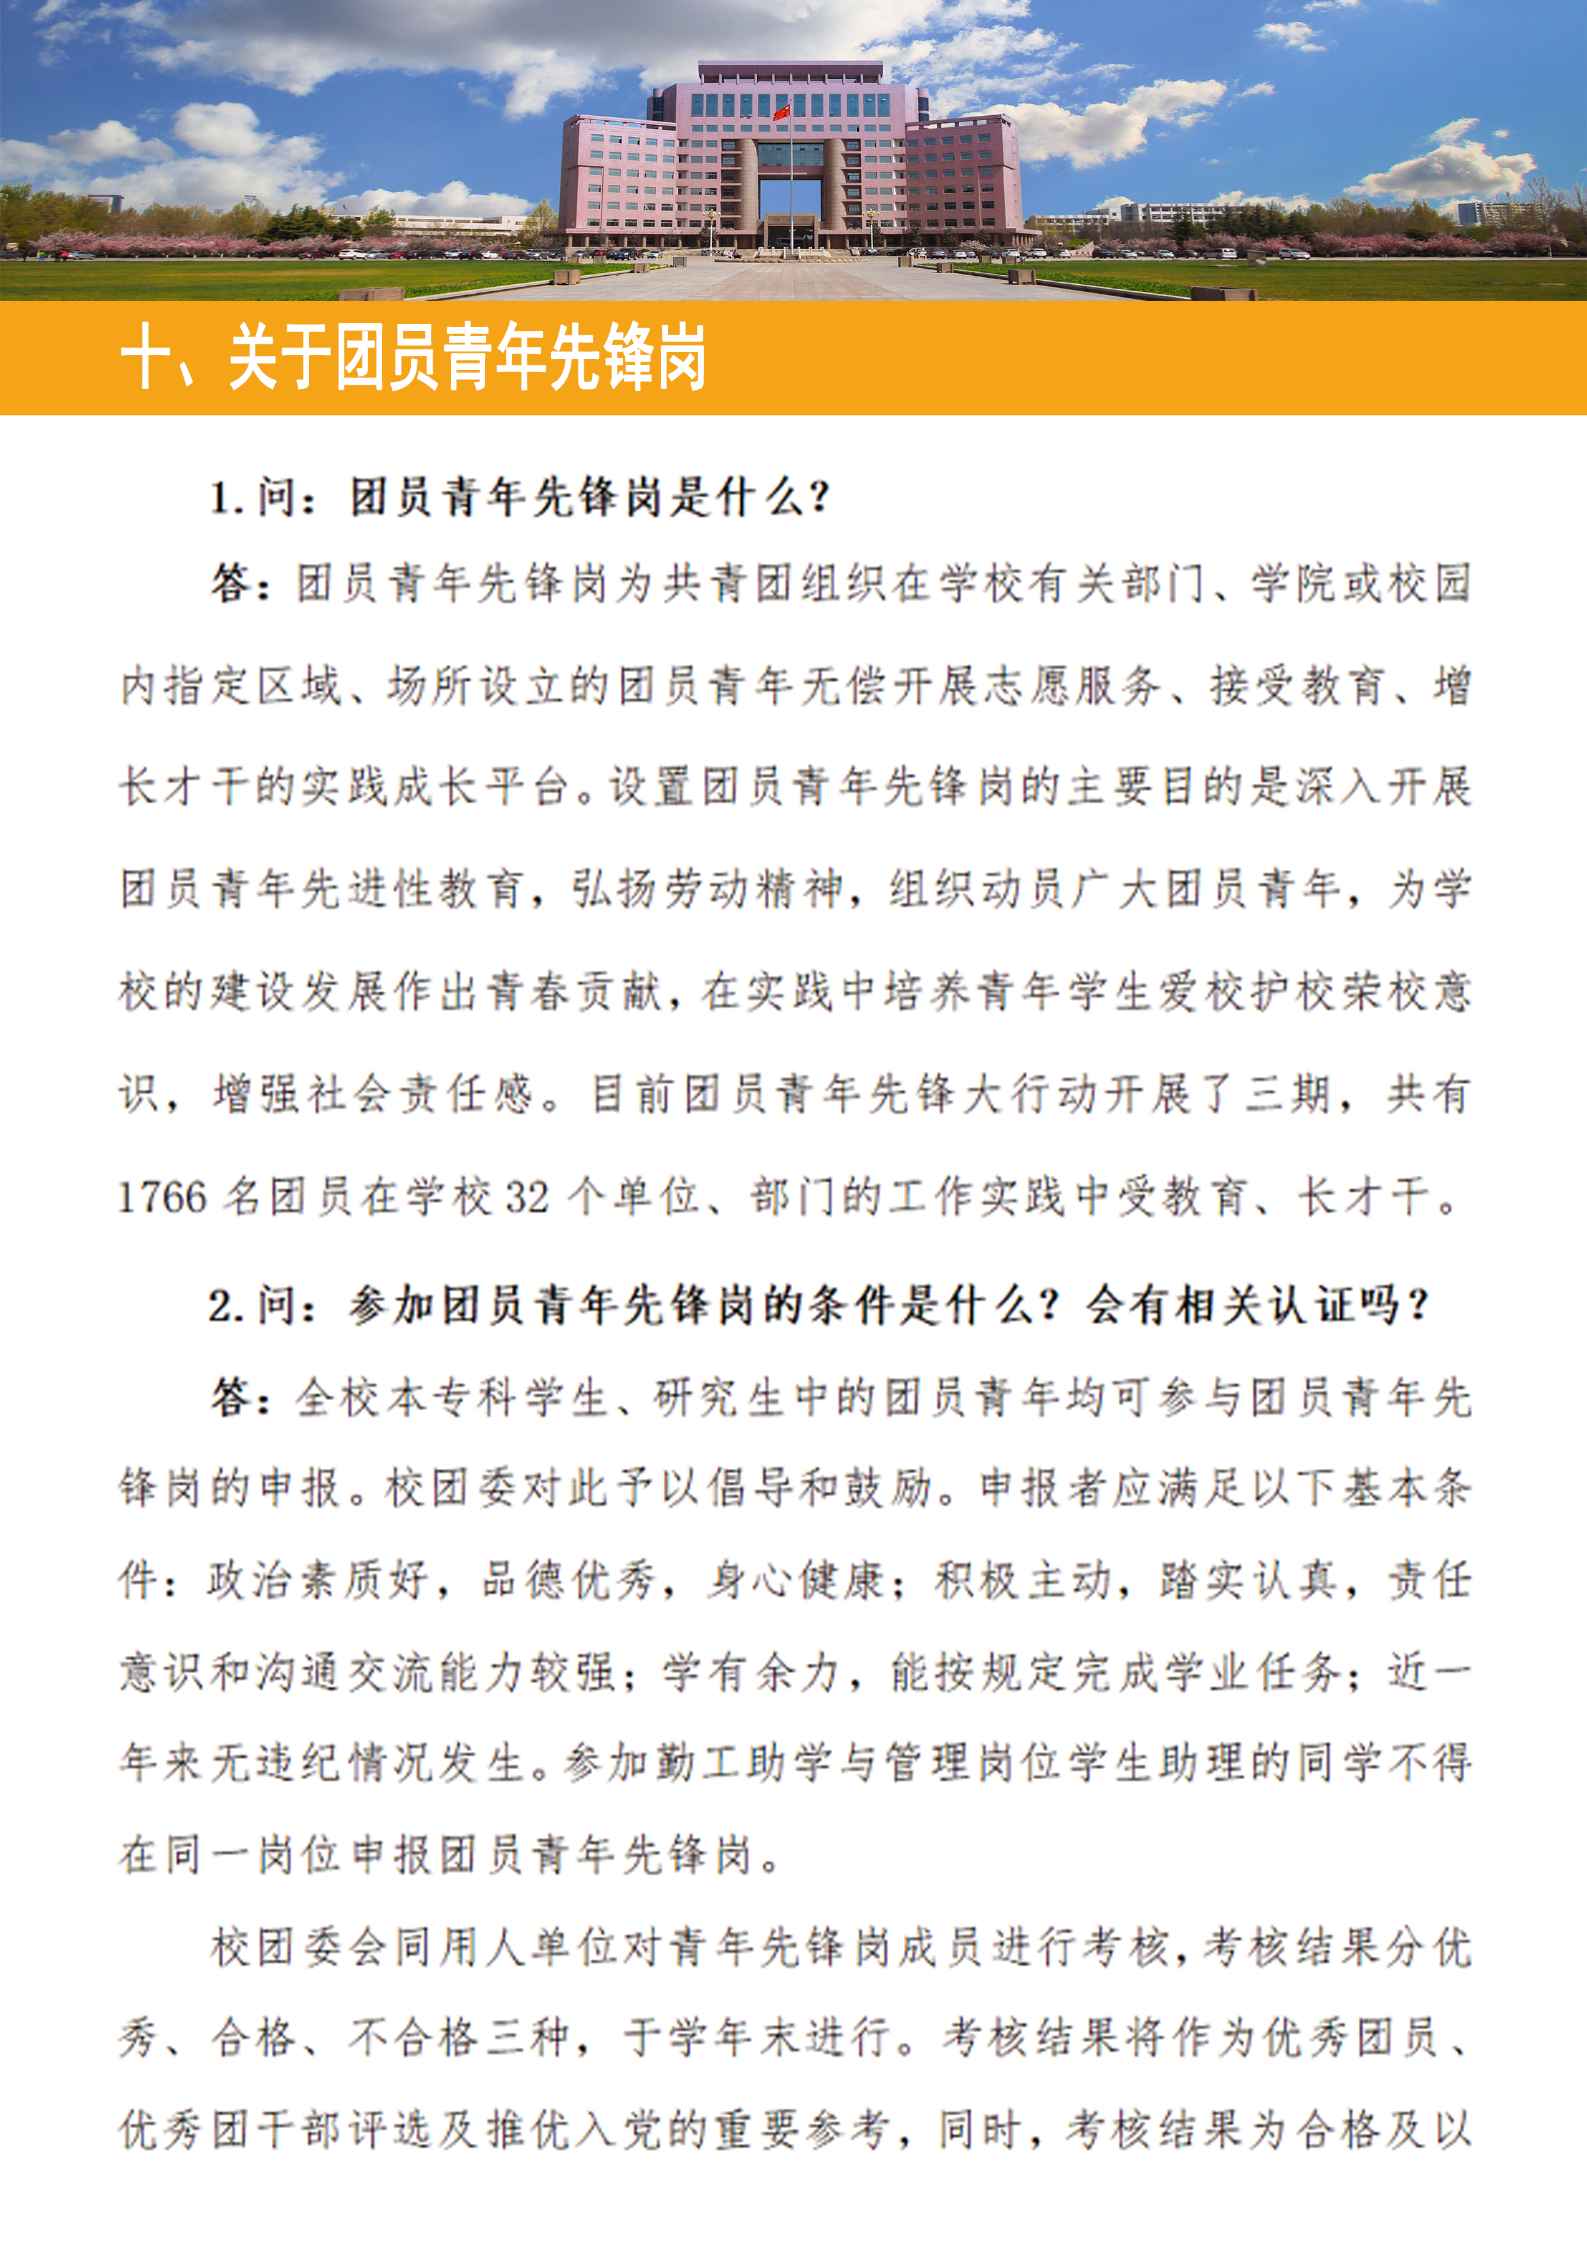 十、关于团员青年先锋岗
1.问：团员青年先锋岗是什么？
答：团员青年先锋岗为共青团组织在学校有关部门、学院或校园
内指定区域、场所设立的团员青年无偿开展志愿服务、接受教育、增
长才干的实践成长平台。设置团员青年先锋岗的主要目的是深入开展
团员青年先进性教育，弘扬劳动精神，组织动员广大团员青年，为学
校的建设发展作出青春贡献，在实践中培养青年学生爱校护校荣校意
识，增强社会责任感。目前团员青年先锋大行动开展了三期，共有
1766名团员在学校32个单位、部门的工作实践中受教育、长才干。
2.问：参加团员青年先锋岗的条件是什么？会有相关认证吗？
答：全校本专科学生、研究生中的团员青年均可参与团员青年先
锋岗的申报。校团委对此予以倡导和鼓励。申报者应满足以下基本条
件：政治素质好，品德优秀，身心健康；积极主动，踏实认真，责任
意识和沟通交流能力较强；学有余力，能按规定完成学业任务；近一
年来无违纪情况发生。参加勤工助学与管理岗位学生助理的同学不得
在同一岗位申报团员青年先锋岗。
校团委会同用人单位对青年先锋岗成员进行考核，考核结果分优
秀、合格、不合格三种，于学年末进行。考核结果将作为优秀团员、
优秀团干部评选及推优入党的重要参考，同时，考核结果为合格及以